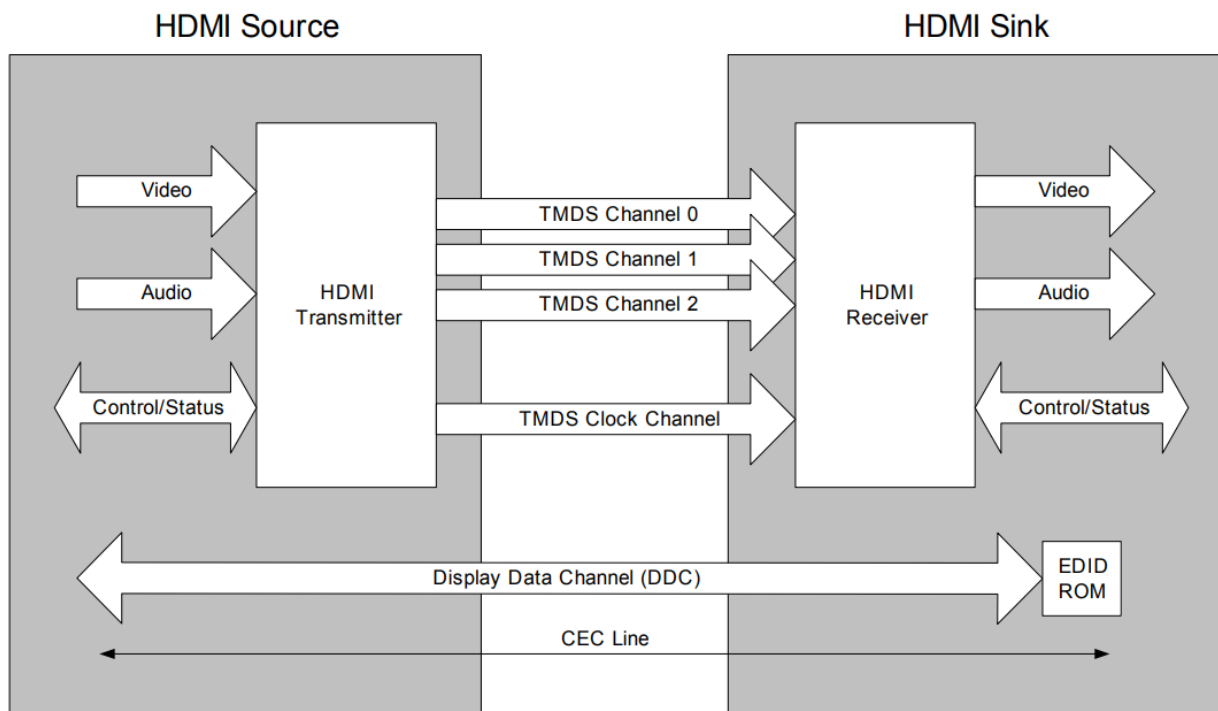 HDMI Source
HDMI Sink
Video
Audio
Control/Status
HDMI
Transmitter
TMDS Channel 0
TMDS Channel 1
TMDS Channel 2
TMDS Clock Channel
HDMI
Receiver
Video
Audio
Control/Status
Display Data Channel (DDC)
EDID
ROM
CEC Line